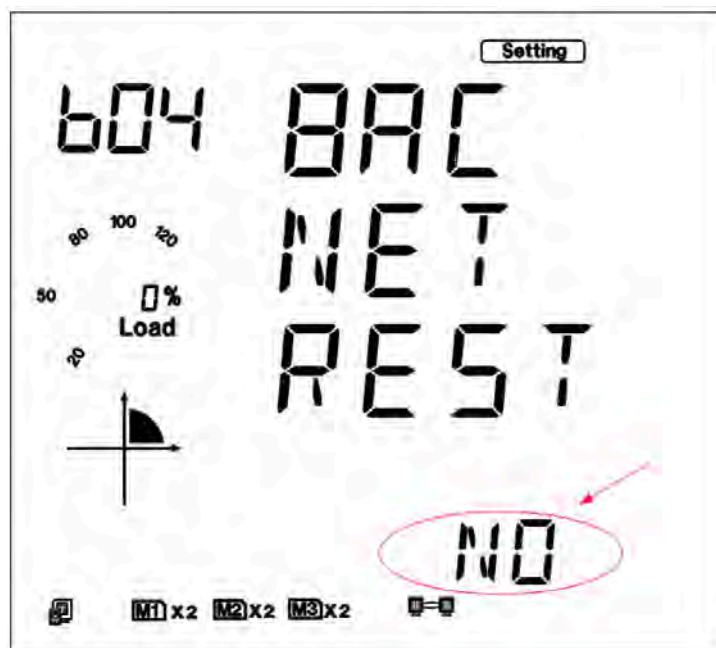 Setting
b04
BAC
NET
REST
100
80
120
50
20
0%
Load
NO
M1 X2 M2 X2 M3 X2